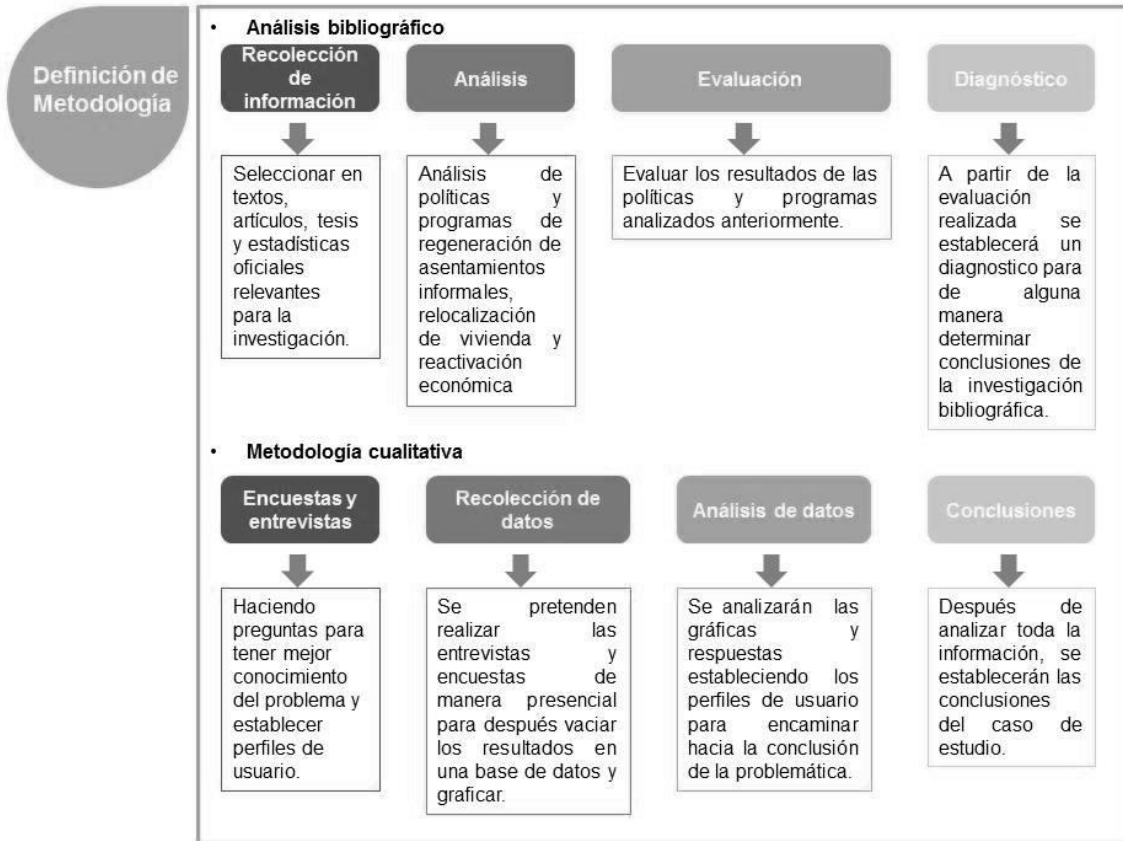 Definición de
Metodología
• Análisis bibliográfico
Recolección
de
información
Seleccionar en
textos,
artículos, tesis
y estadísticas
oficiales
relevantes
para la
investigación.
Análisis
Análisis de
políticas y
programas de
regeneración de
asentamientos
informales,
relocalización
de vivienda y
reactivación
económica
Evaluación
Evaluar los resultados de las
políticas y programas
analizados anteriormente.
Diagnóstico
A partir de la
evaluación
realizada se
establecerá un
diagnostico para
de alguna
manera
determinar
conclusiones de
la investigación
bibliográfica.
• Metodología cualitativa
Encuestas y
entrevistas
Haciendo
preguntas para
tener mejor
conocimiento
del problema y
establecer
perfiles de
usuario.
Recolección de
datos
Se pretenden
realizar las
entrevistas y
encuestas de
manera presencial
para después vaciar
los resultados en
una base de datos y
graficar.
Análisis de datos
Se analizarán las
gráficas y
respuestas
estableciendo los
perfiles de usuario
para encaminar
hacia la conclusión
de la problemática.
Conclusiones
Después de
analizar toda la
información, se
establecerán las
conclusiones
del caso de
estudio.